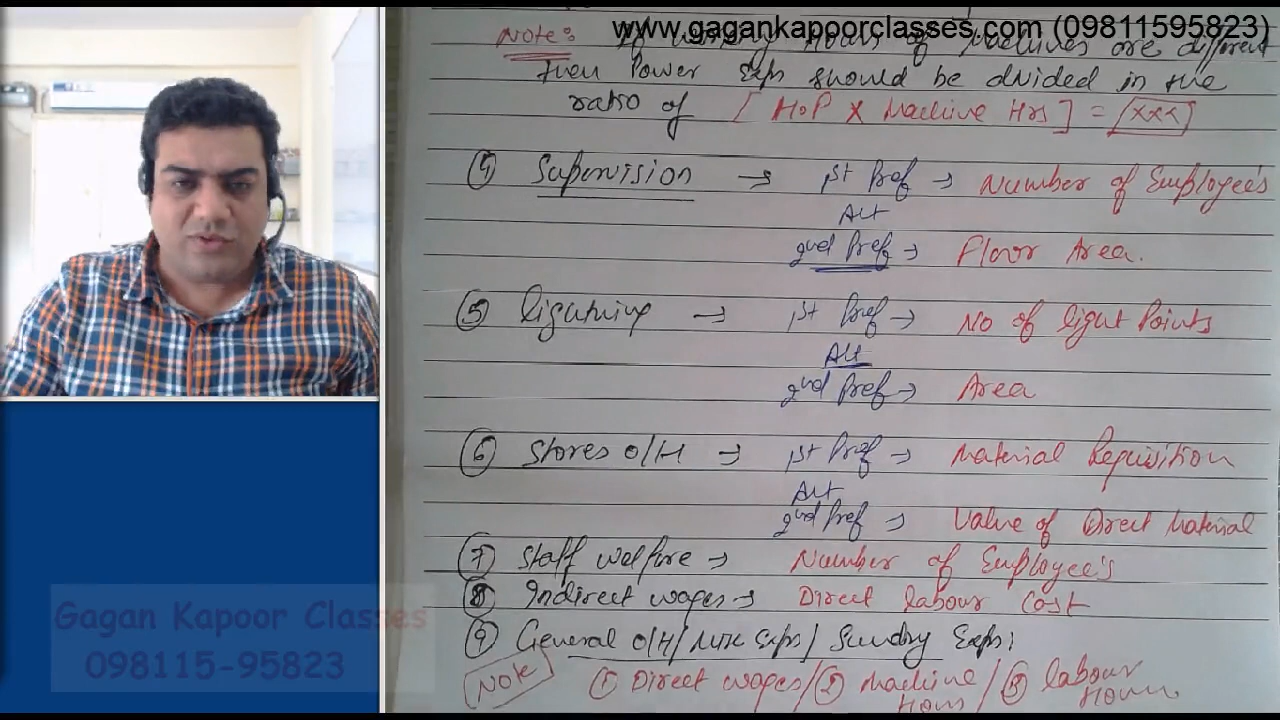 www.gagankapoorclasses.com (09811595823)
Note: If working Hours of Machines are different
then Power Exps should be divided in the
ratio of [ H.P X Machine Hrs ] = [xxx]
④ Supervision → 1st Pref → Number of Employee's
Alt
2nd Pref → Floor Area.
⑤ lightning → 1st Pref → No of light Points
Alt
2nd Pref → Area
⑥ Stores O/H → 1st Pref → Material Requisition
Alt
2nd Pref → Value of Direct Material
⑦ Staff welfare → Number of Employee's
⑧ Indirect wages → Direct labour Cost
⑨ General O/H / Exps / Sundry Exps:
Note ① Direct wages / ② Machine Hours / ③ labour Hours
Gagan Kapoor Classes
098115-95823